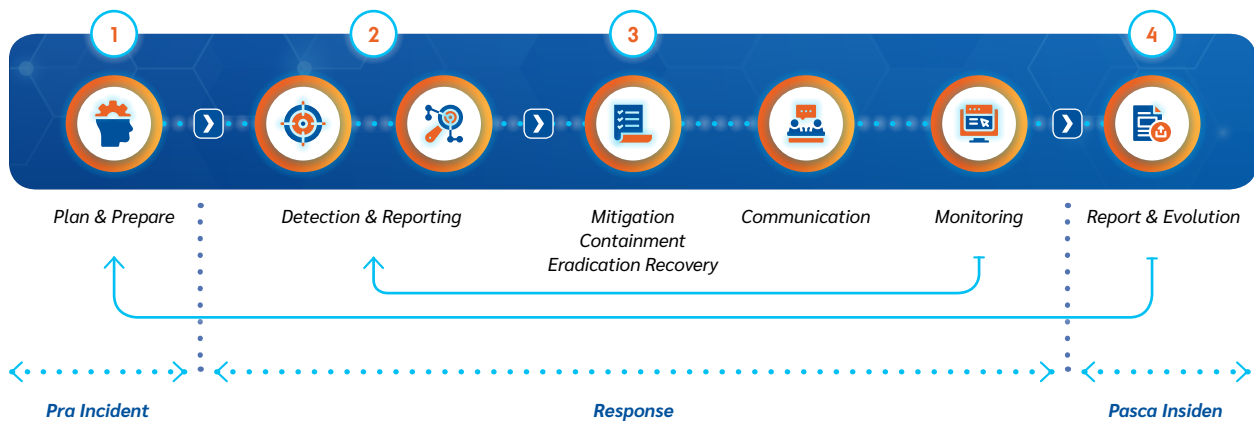 1
2
3
4
Plan & Prepare
Detection & Reporting
Mitigation
Containment
Eradication Recovery
Communication
Monitoring
Report & Evolution
Pra Incident
Response
Pasca Insiden